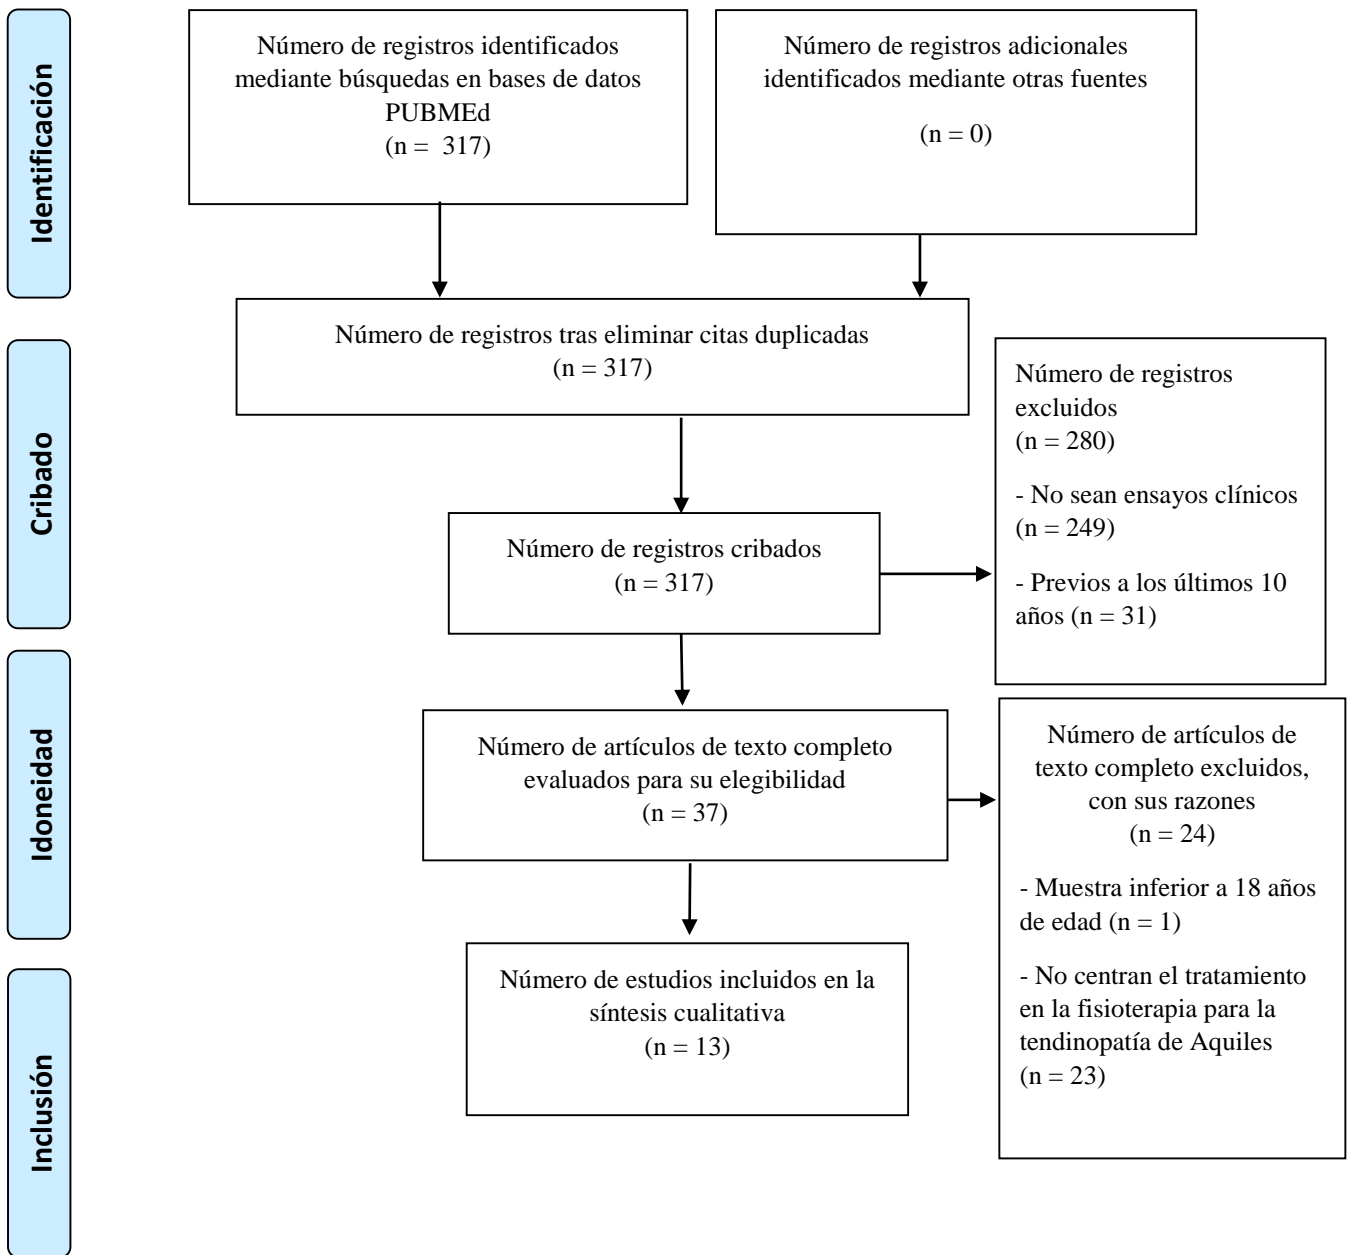 Identificación
Número de registros identificados
mediante búsquedas en bases de datos
PUBMEd
(n =  317)
Número de registros adicionales
identificados mediante otras fuentes
(n = 0)
Número de registros tras eliminar citas duplicadas
(n = 317)
Cribado
Número de registros cribados
(n = 317)
Número de registros
excluidos
(n = 280)
- No sean ensayos clínicos
(n = 249)
- Previos a los últimos 10
años (n = 31)
Idoneidad
Número de artículos de texto completo
evaluados para su elegibilidad
(n = 37)
Número de artículos de
texto completo excluidos,
con sus razones
(n = 24)
- Muestra inferior a 18 años
de edad (n = 1)
- No centran el tratamiento
en la fisioterapia para la
tendinopatía de Aquiles
(n = 23)
Inclusión
Número de estudios incluidos en la
síntesis cualitativa
(n = 13)